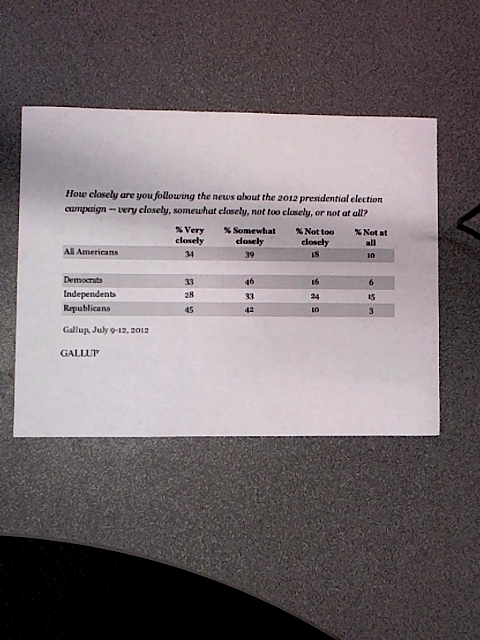 How closely are you following the news about the 2012 presidential election
campaign -- very closely, somewhat closely, not too closely, or not at all?
% Very closely % Somewhat closely % Not too closely % Not at all
All Americans 34 39 18 10
Democrats 33 46 16 6
Independents 28 33 24 15
Republicans 45 42 10 3
Gallup, July 9-12, 2012
GALLUP'